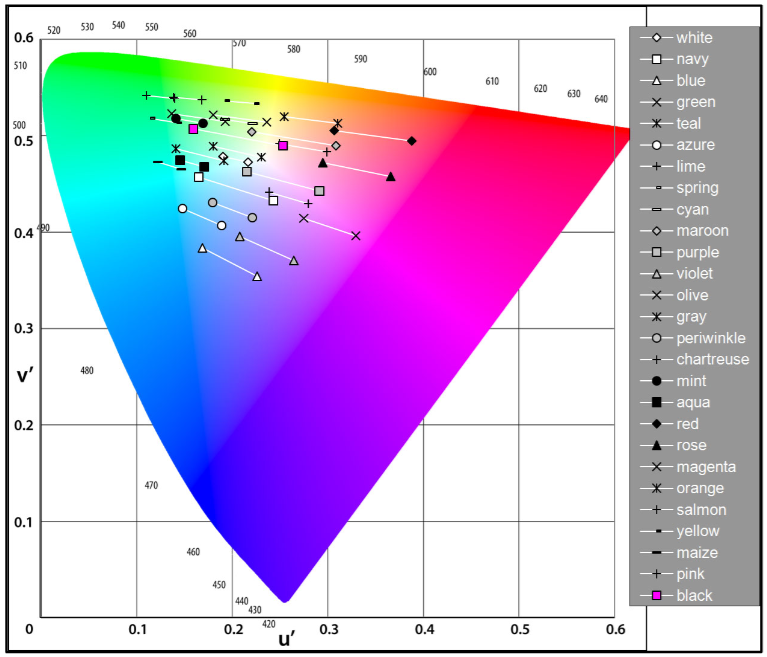 520 530 540 550 560 570 580 590 600 610 620 630 640
0.6
510
500
0.5
490
0.4
0.3
480
v′
0.2
470
0.1
460
450
440
430
420
0 0.1 0.2 0.3 0.4 0.5 0.6
u′
white
navy
blue
green
teal
azure
lime
spring
cyan
maroon
purple
violet
olive
gray
periwinkle
chartreuse
mint
aqua
red
rose
magenta
orange
salmon
yellow
maize
pink
black